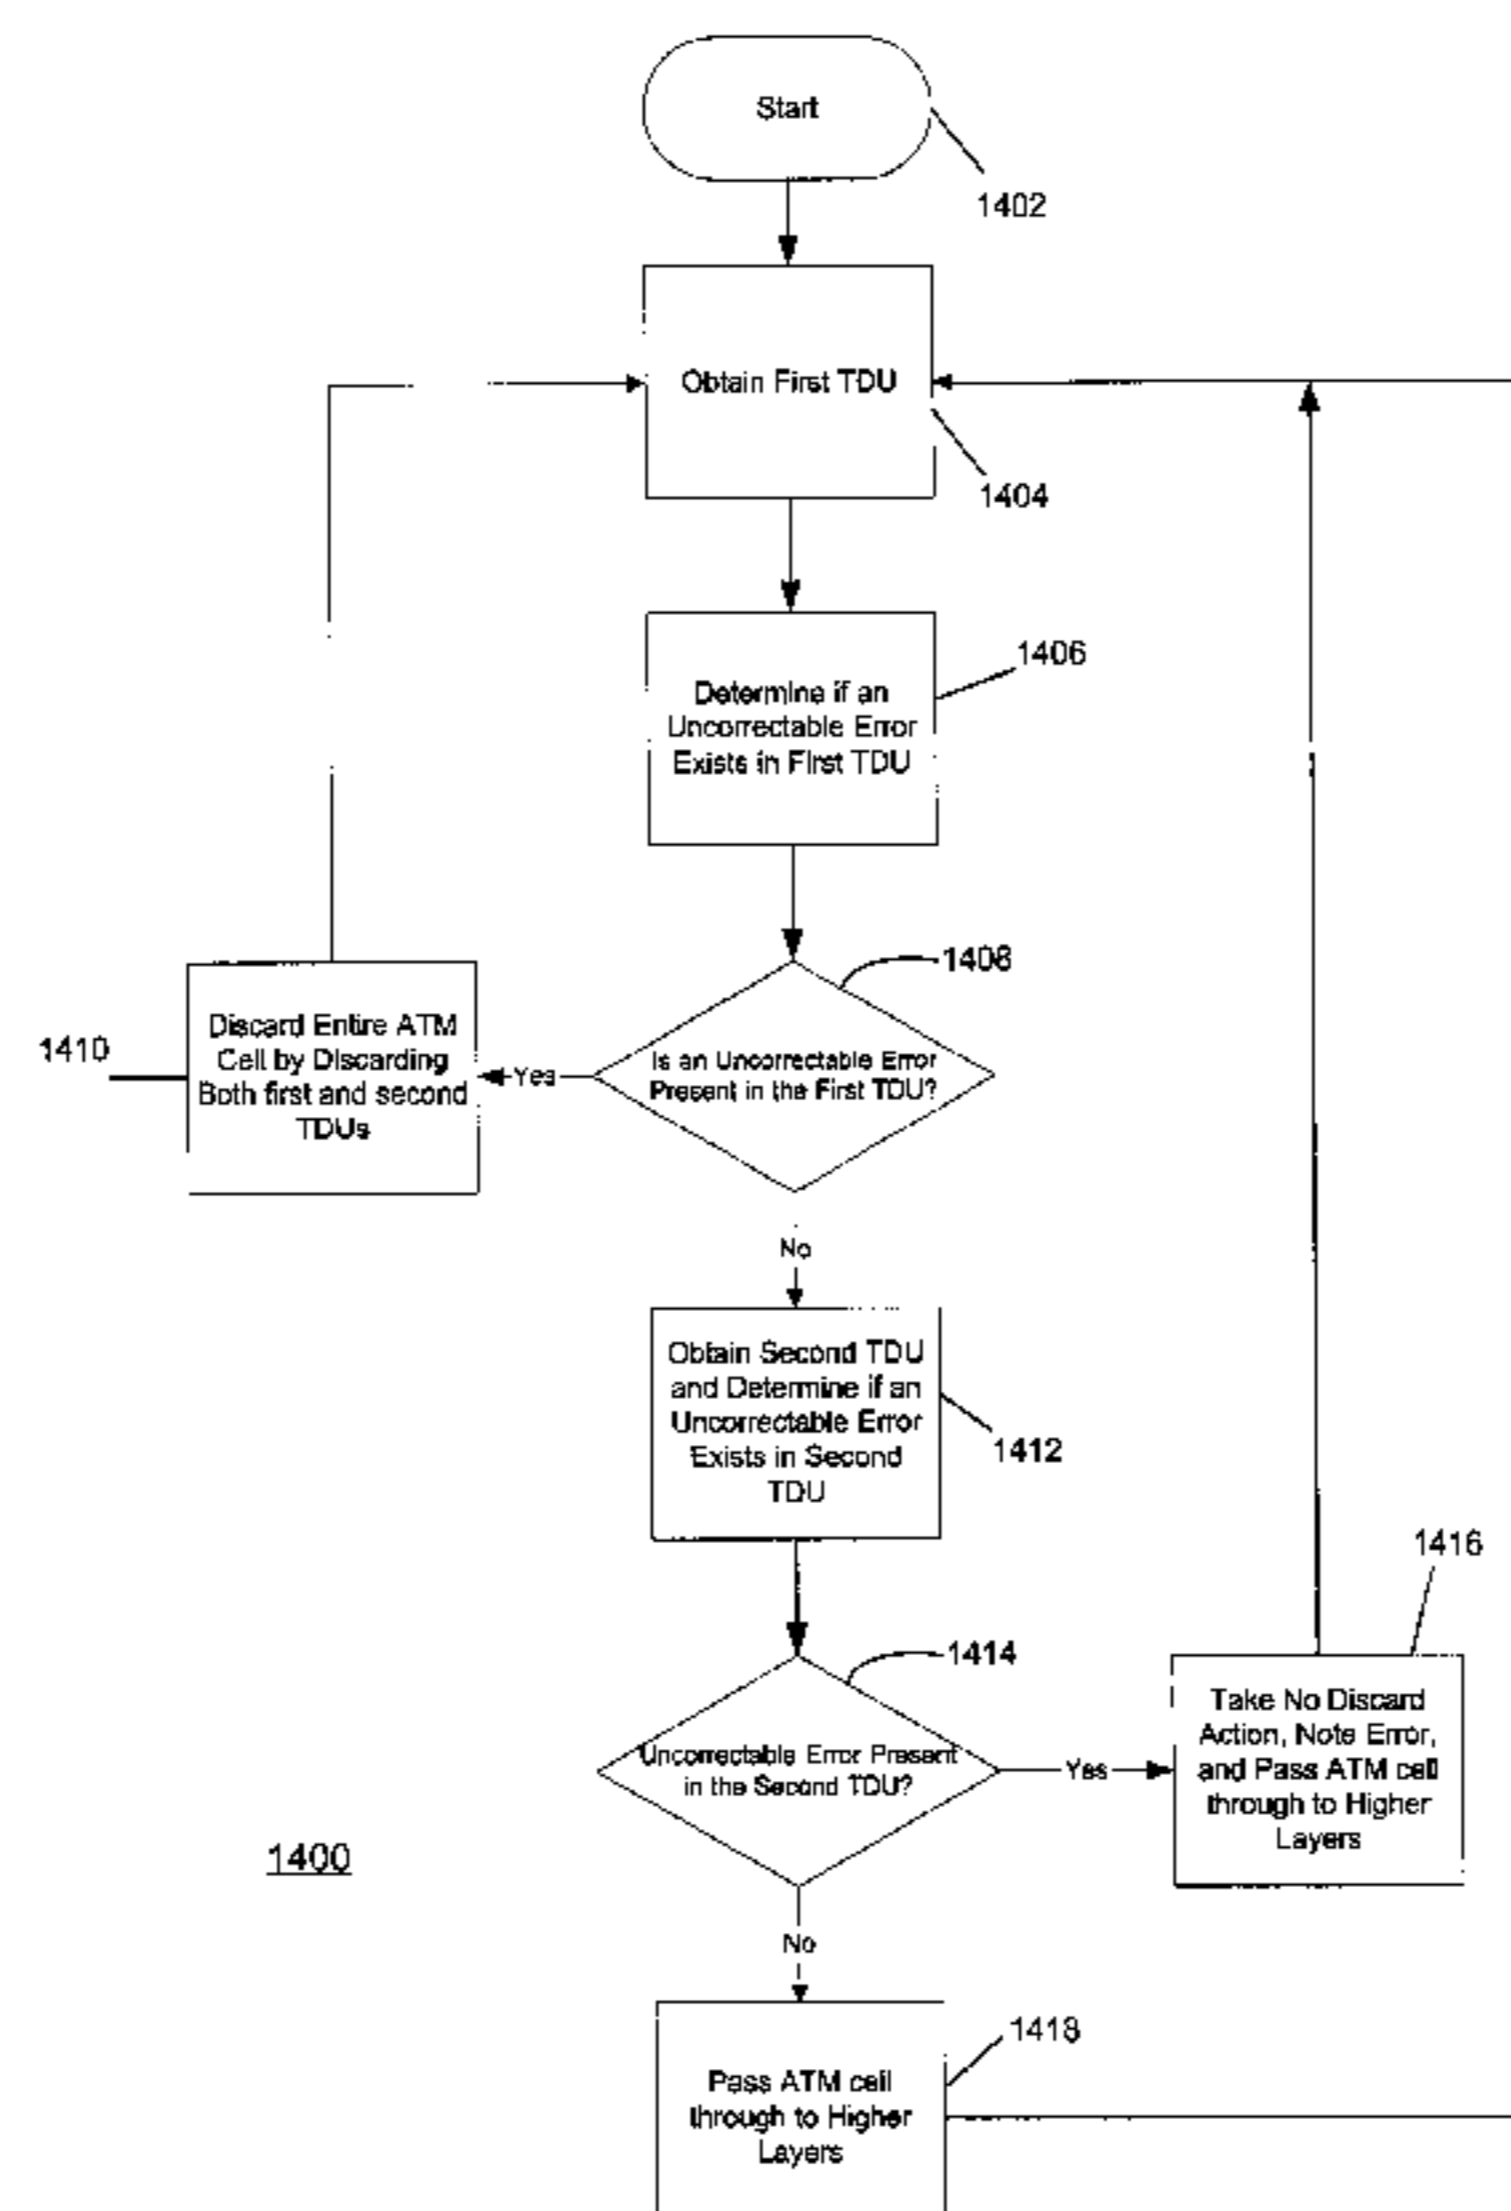 Start
1402
Obtain First TDU
1404
1406
Determine if an
Uncorrectable Error
Exists in First TDU
1408
Discard Entire ATM
Cell by Discarding
Both first and second
TDUs
1410
Yes
Is an Uncorrectable Error
Present in the First TDU?
No
Obtain Second TDU
and Determine if an
Uncorrectable Error
Exists in Second
TDU
1412
1414
1416
Uncorrectable Error Present
in the Second TDU?
Yes
Take No Discard
Action, Note Error,
and Pass ATM cell
through to Higher
Layers
1400
No
1418
Pass ATM cell
through to Higher
Layers